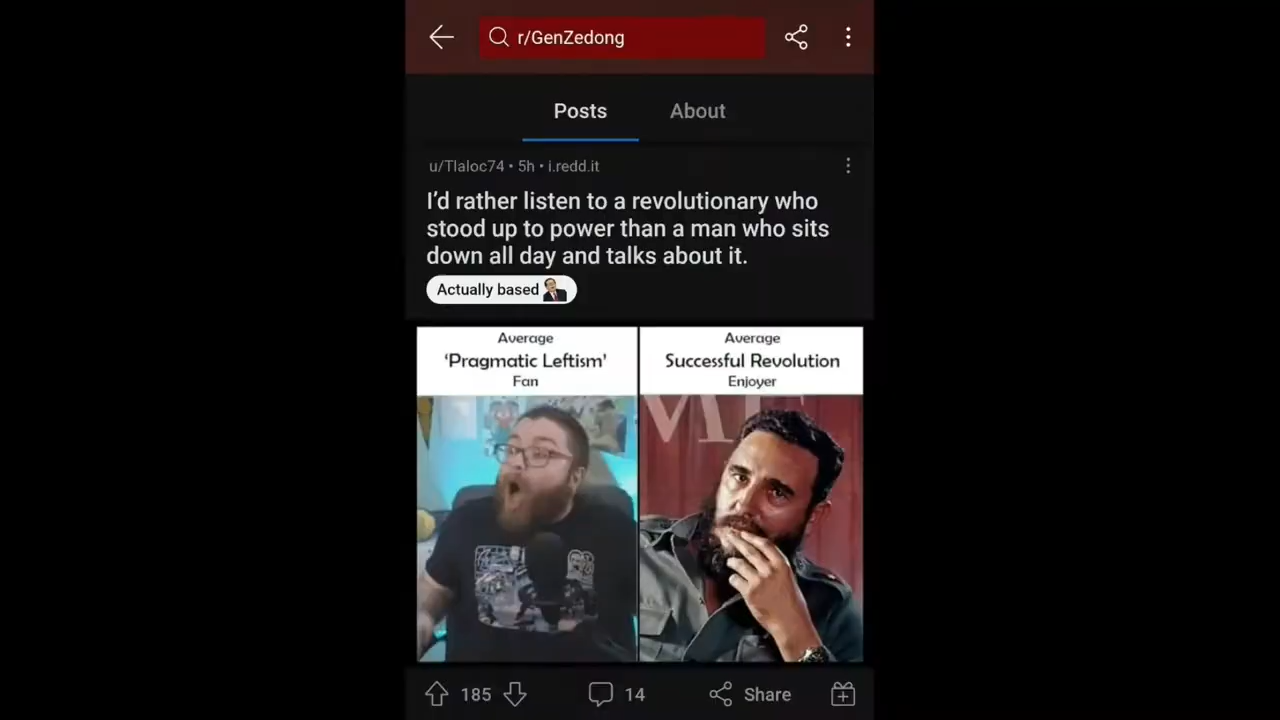 r/GenZedong
Posts
About
u/Tlaloc74 • 5h • i.redd.it
I'd rather listen to a revolutionary who
stood up to power than a man who sits
down all day and talks about it.
Actually based
Average
'Pragmatic Leftism'
Fan
Average
Successful Revolution
Enjoyer
185
14
Share